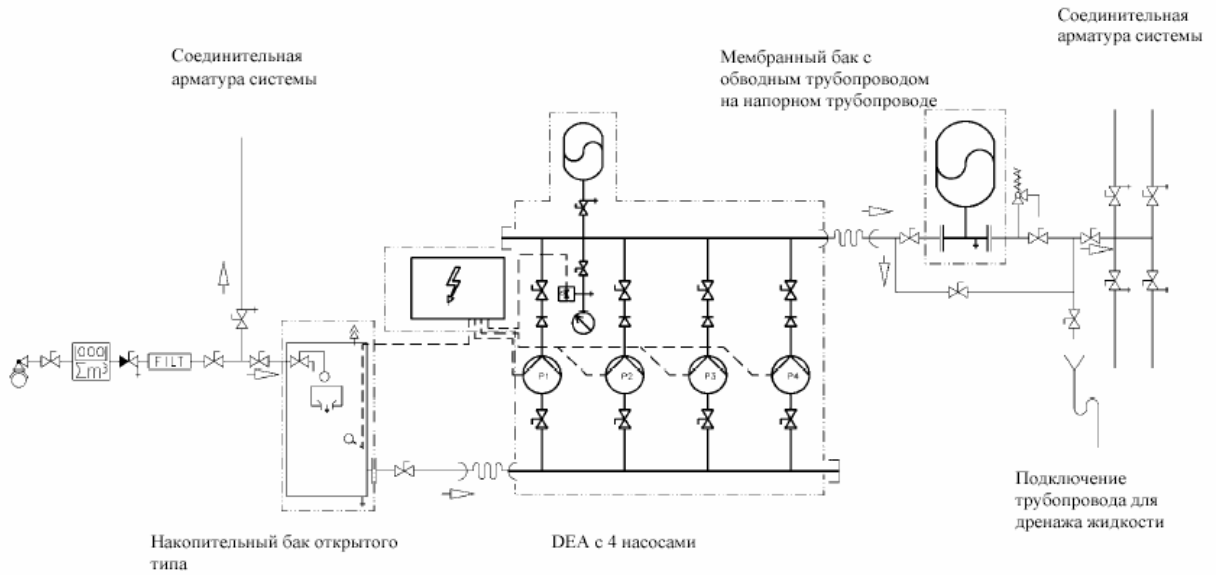 Соединительная
арматура системы
Соединительная
арматура системы
Мембранный бак с
обводным трубопроводом
на напорном трубопроводе
000
Σm³
FILT
P1
P2
P3
P4
Накопительный бак открытого
типа
DEA с 4 насосами
Подключение
трубопровода для
дренажа жидкости